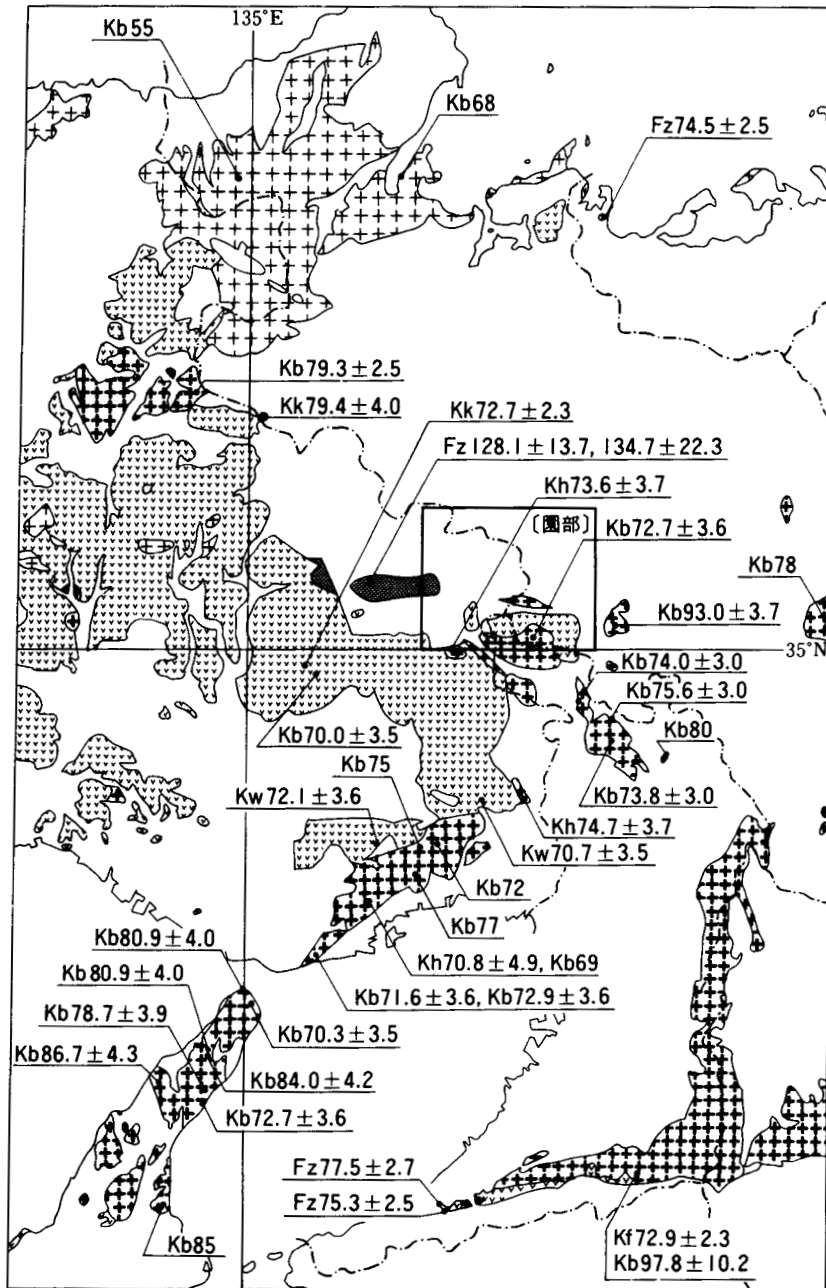 135°E
Kb55
Kb68
Fz74.5±2.5
Kb79.3±2.5
Kk79.4±4.0
Kk72.7±2.3
Fz128.1±13.7, 134.7±22.3
Kh73.6±3.7
〔園部〕
Kb72.7±3.6
Kb78
Kb93.0±3.7
35°N
α
Kb74.0±3.0
Kb75.6±3.0
Kb80
Kb70.0±3.5
Kb75
Kw72.1±3.6
Kb73.8±3.0
Kh74.7±3.7
Kw70.7±3.5
Kb72
Kb77
Kb80.9±4.0
Kh70.8±4.9, Kb69
Kb80.9±4.0
Kb71.6±3.6, Kb72.9±3.6
Kb78.7±3.9
Kb70.3±3.5
Kb86.7±4.3
Kb84.0±4.2
Kb72.7±3.6
Fz77.5±2.7
Fz75.3±2.5
Kb85
Kf72.9±2.3
Kb97.8±10.2